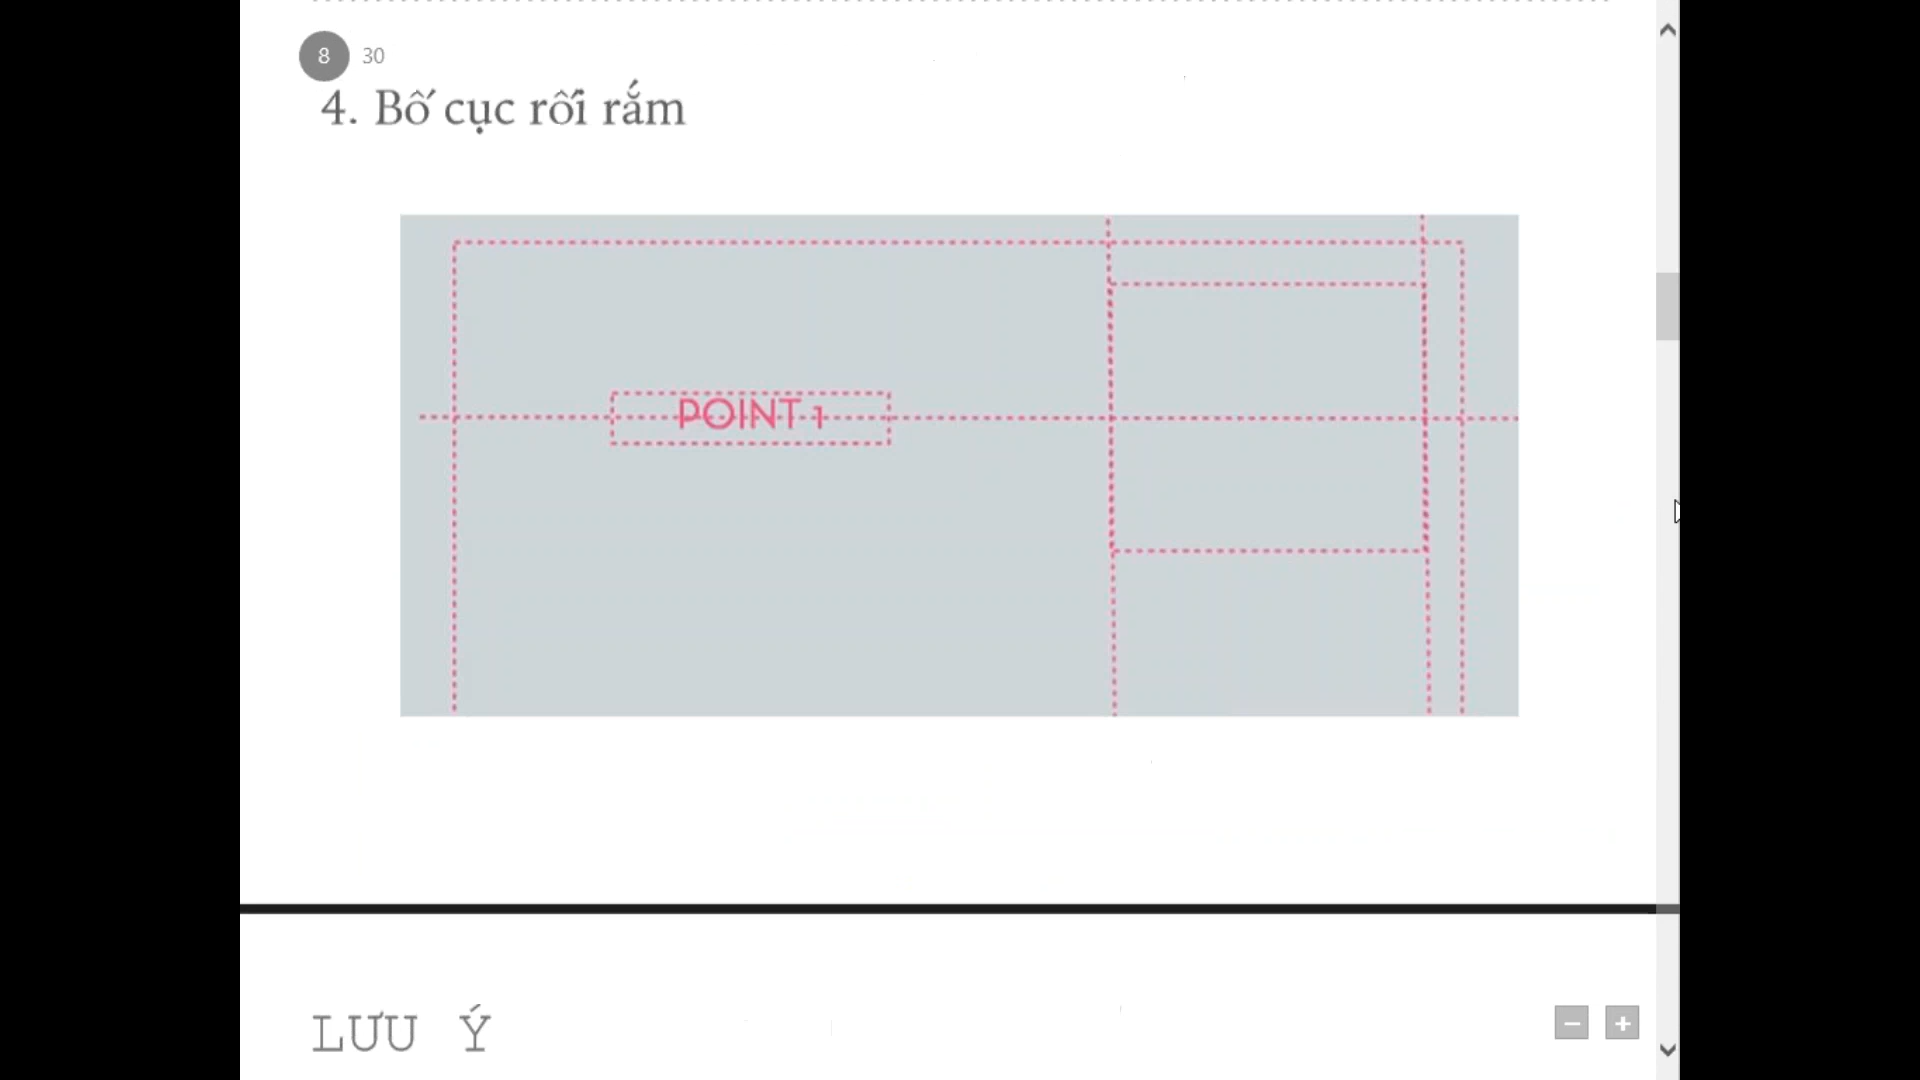 8 30
4. Bố cục rối rắm
POINT 1
LƯU Ý